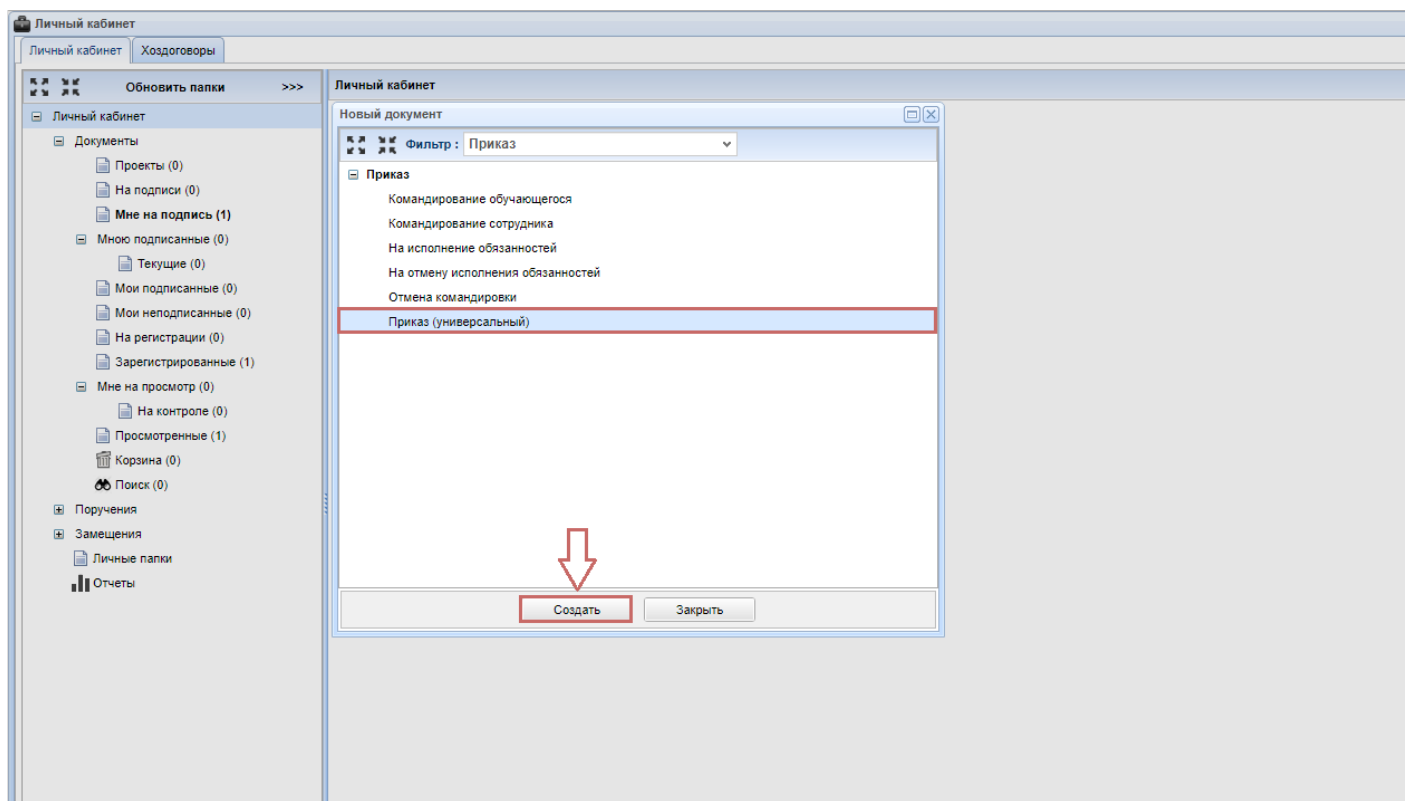 Личный кабинет
Личный кабинет Хоздоговоры
Обновить папки >>>
Личный кабинет
Документы
Проекты (0)
На подписи (0)
Мне на подпись (1)
Мною подписанные (0)
Текущие (0)
Мои подписанные (0)
Мои неподписанные (0)
На регистрации (0)
Зарегистрированные (1)
Мне на просмотр (0)
На контроле (0)
Просмотренные (1)
Корзина (0)
Поиск (0)
Поручения
Замещения
Личные папки
Отчеты
Личный кабинет
Новый документ
Фильтр : Приказ
Приказ
Командирование обучающегося
Командирование сотрудника
На исполнение обязанностей
На отмену исполнения обязанностей
Отмена командировки
Приказ (универсальный)
Создать Закрыть